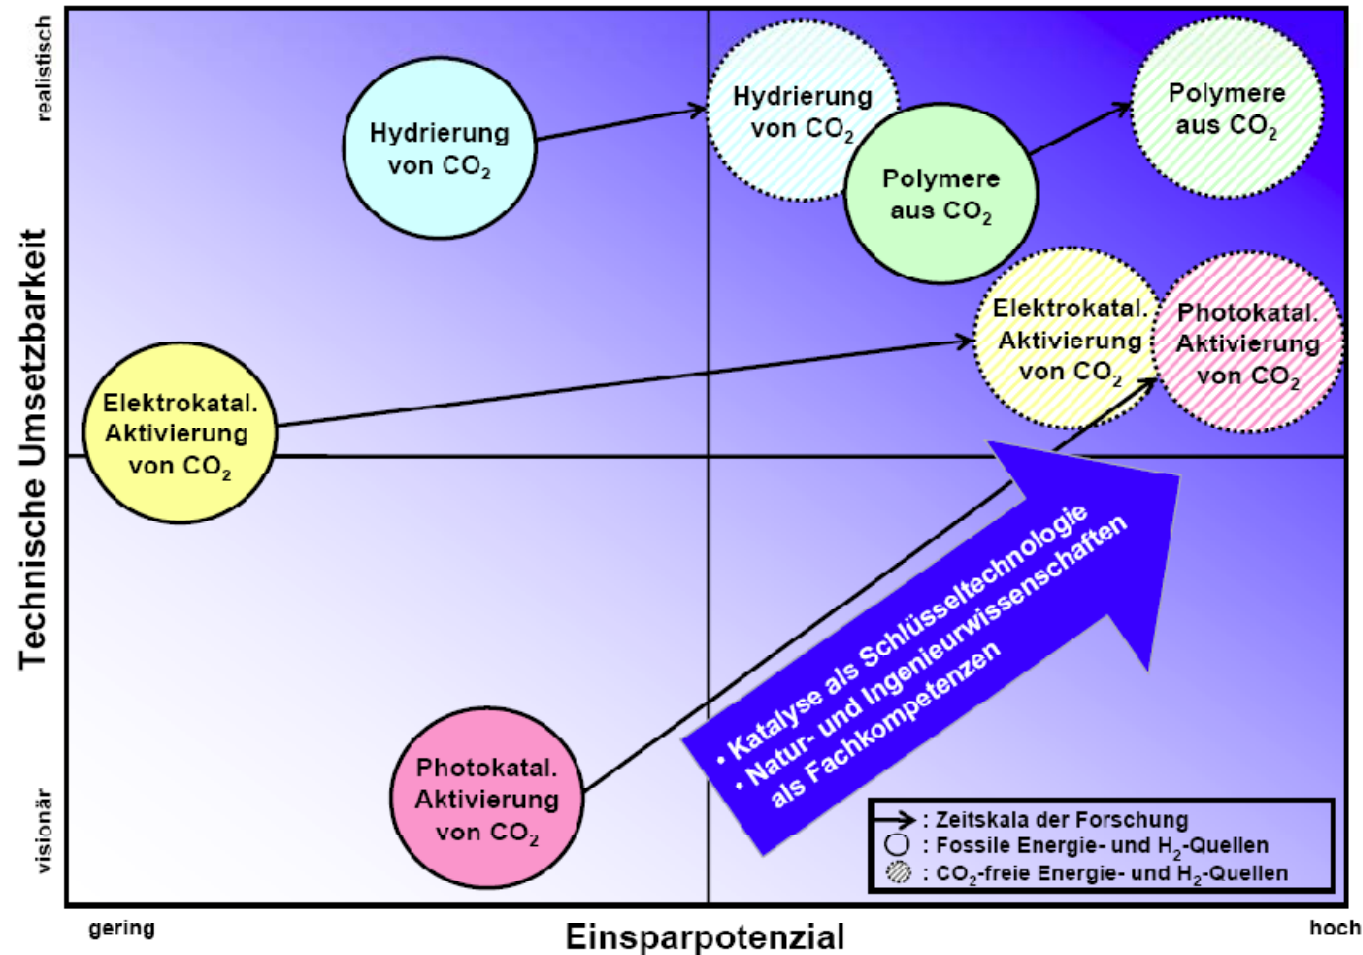 realistisch
Technische Umsetzbarkeit
visionär
Hydrierung
von CO₂
Hydrierung
von CO₂
Polymere
aus CO₂
Polymere
aus CO₂
Elektrokatal.
Aktivierung
von CO₂
Elektrokatal.
Aktivierung
von CO₂
Photokatal.
Aktivierung
von CO₂
Photokatal.
Aktivierung
von CO₂
• Katalyse als Schlüsseltechnologie
• Natur- und Ingenieurwissenschaften
als Fachkompetenzen
: Zeitskala der Forschung
: Fossile Energie- und H₂-Quellen
: CO₂-freie Energie- und H₂-Quellen
gering
Einsparpotenzial
hoch